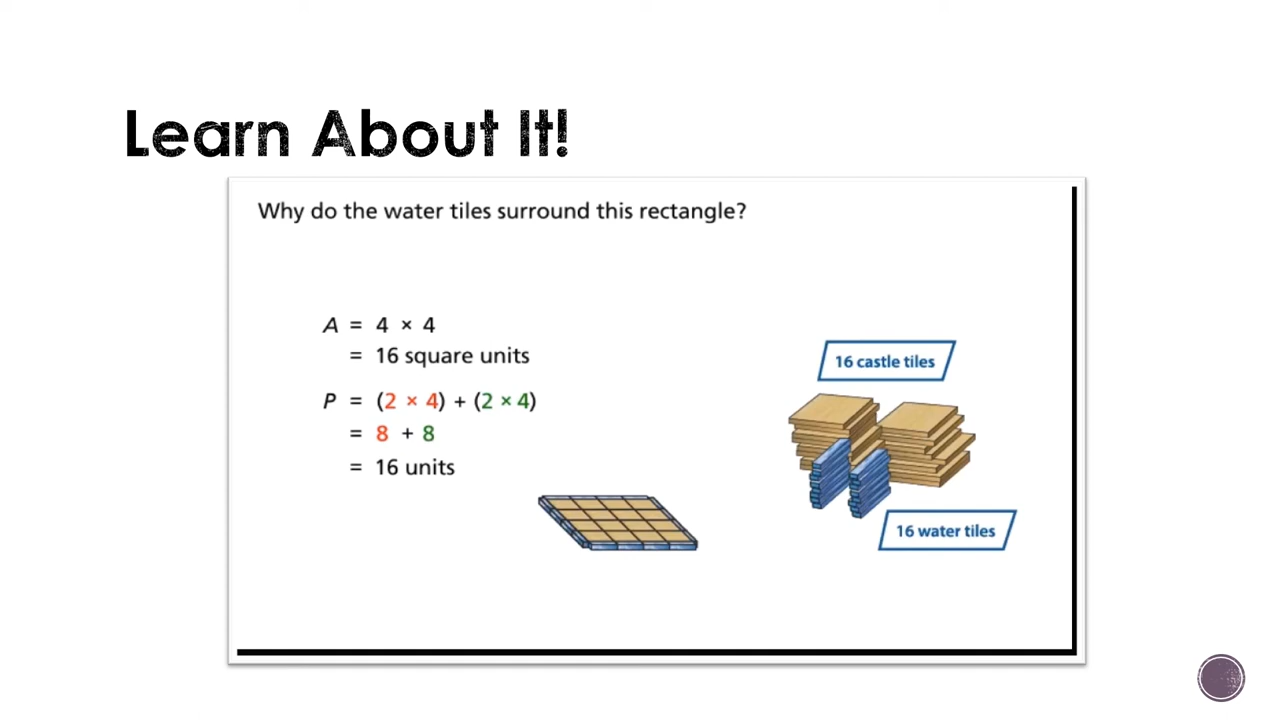 Learn About It!
Why do the water tiles surround this rectangle?
A = 4 × 4
= 16 square units
P = (2 × 4) + (2 × 4)
= 8 + 8
= 16 units
16 castle tiles
16 water tiles